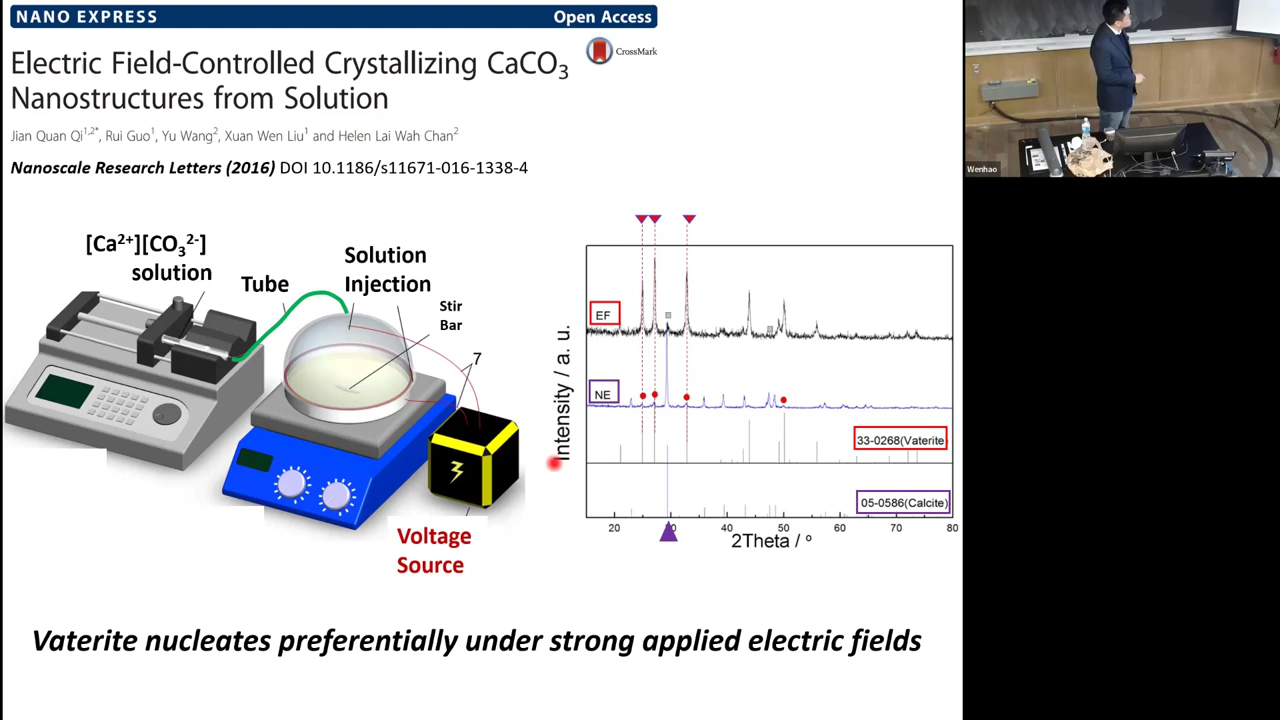 NANO EXPRESS
Open Access
Electric Field-Controlled Crystallizing CaCO3
Nanostructures from Solution
CrossMark
Jian Quan Qi1,2*, Rui Guo1, Yu Wang2, Xuan Wen Liu1 and Helen Lai Wah Chan2
Nanoscale Research Letters (2016) DOI 10.1186/s11671-016-1338-4
[Ca2+][CO32-]
solution
Tube
Solution
Injection
Stir
Bar
7
Voltage
Source
Intensity / a. u.
EF
NE
33-0268(Vaterite)
05-0586(Calcite)
20
30
40
50
60
70
80
2Theta / °
Vaterite nucleates preferentially under strong applied electric fields
Wenhao